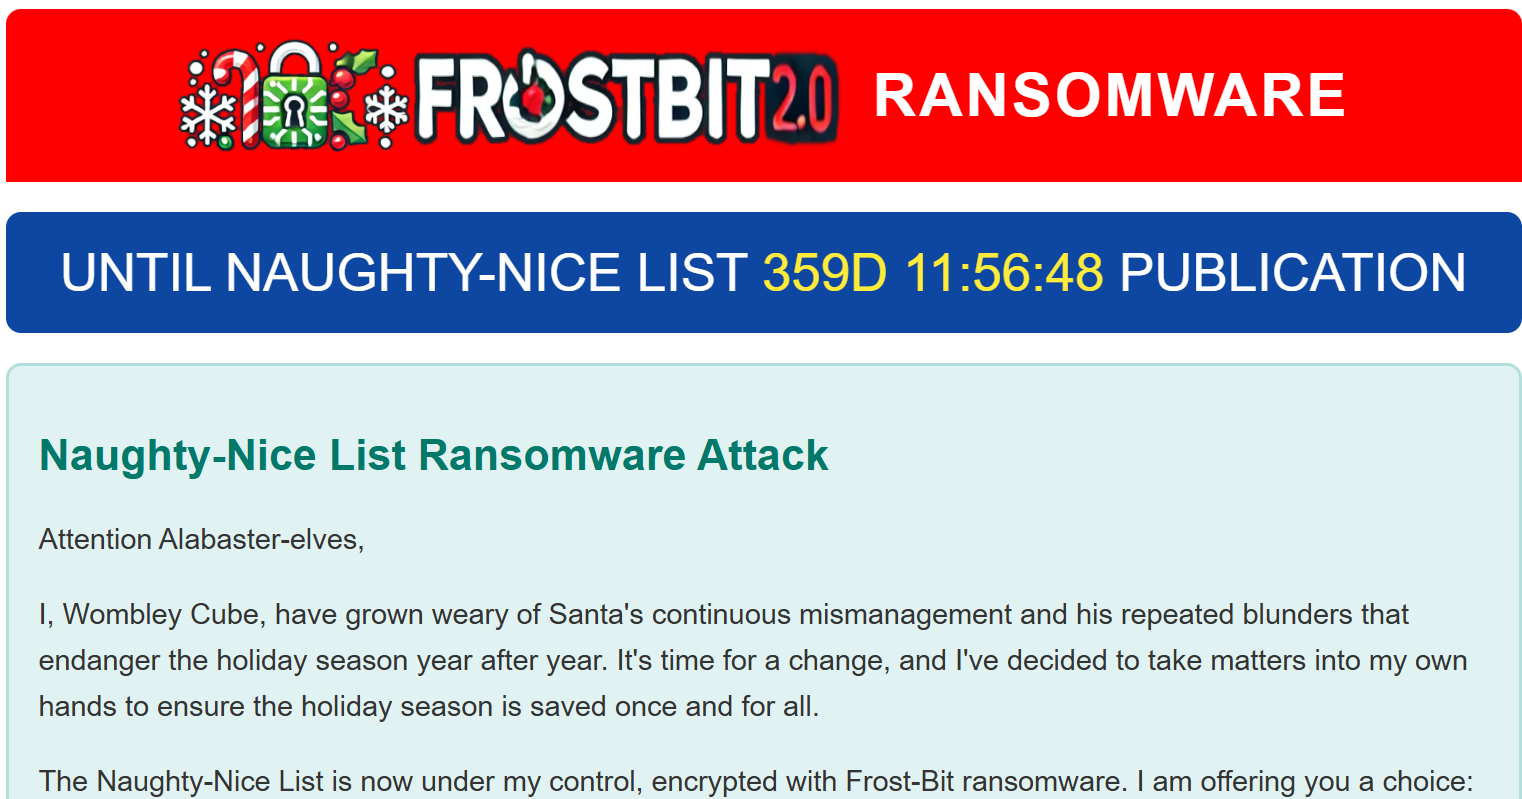 FROSTBIT2.0 RANSOMWARE
UNTIL NAUGHTY-NICE LIST 359D 11:56:48 PUBLICATION
Naughty-Nice List Ransomware Attack
Attention Alabaster-elves,
I, Wombley Cube, have grown weary of Santa's continuous mismanagement and his repeated blunders that
endanger the holiday season year after year. It's time for a change, and I've decided to take matters into my own
hands to ensure the holiday season is saved once and for all.
The Naughty-Nice List is now under my control, encrypted with Frost-Bit ransomware. I am offering you a choice: